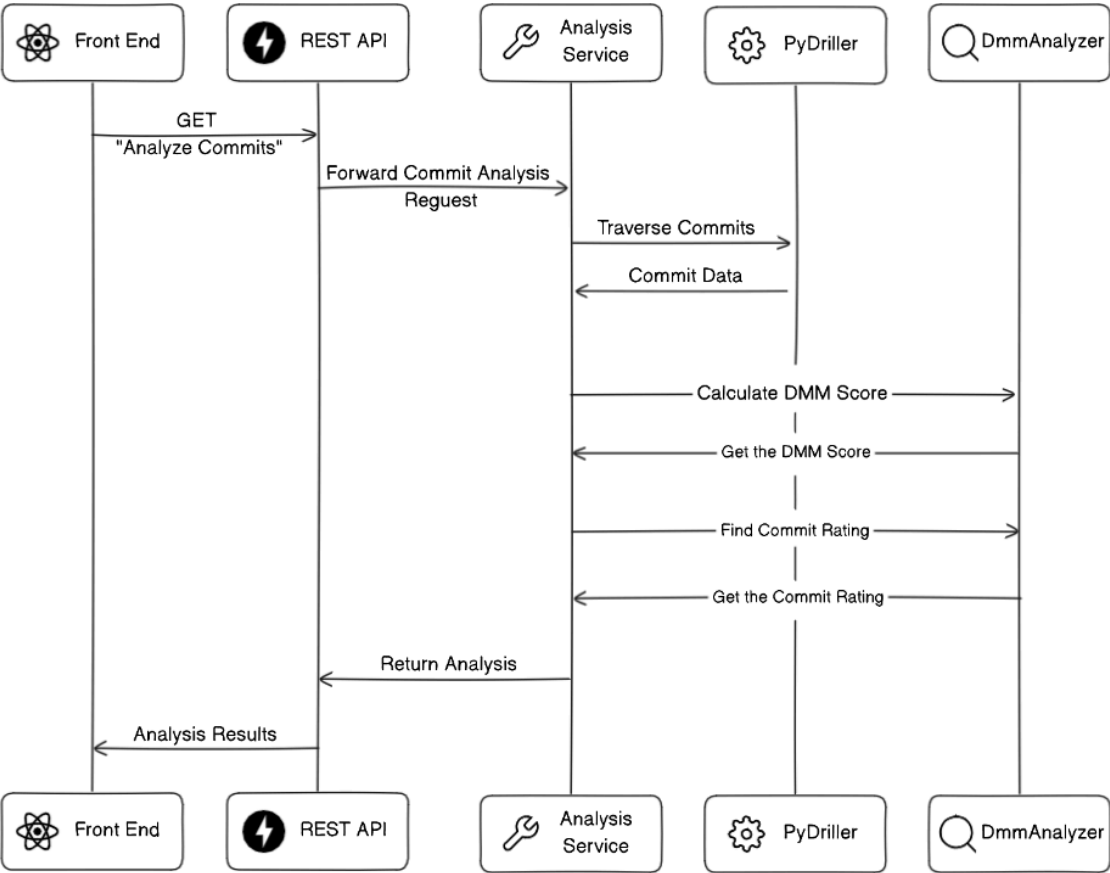 Front End
REST API
Analysis
Service
PyDriller
DmmAnalyzer
GET
"Analyze Commits"
Forward Commit Analysis
Reguest
Traverse Commits
Commit Data
Calculate DMM Score
Get the DMM Score
Find Commit Rating
Get the Commit Rating
Return Analysis
Analysis Results
Front End
REST API
Analysis
Service
PyDriller
DmmAnalyzer